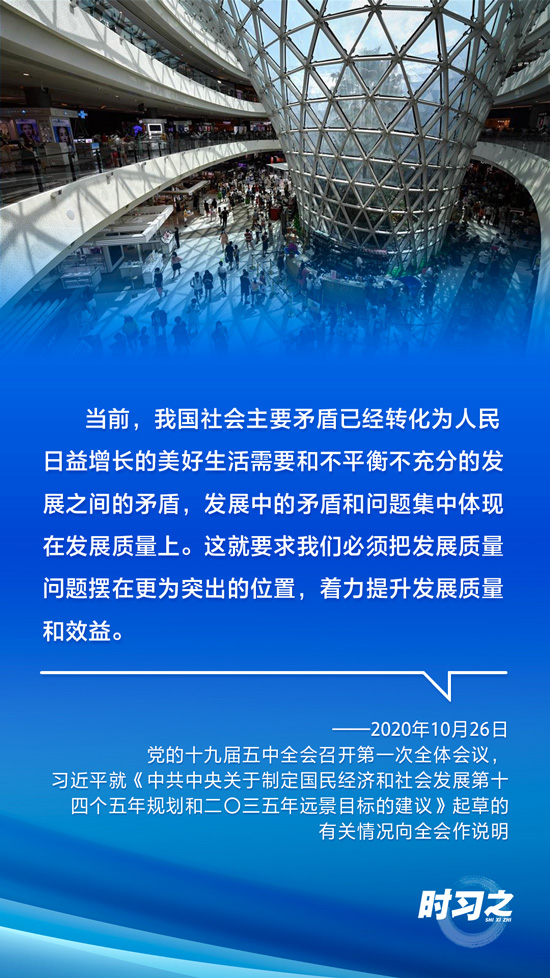 当前，我国社会主要矛盾已经转化为人民
日益增长的美好生活需要和不平衡不充分的发
展之间的矛盾，发展中的矛盾和问题集中体现
在发展质量上。这就要求我们必须把发展质量
问题摆在更为突出的位置，着力提升发展质量
和效益。
——2020年10月26日
党的十九届五中全会召开第一次全体会议，
习近平就《中共中央关于制定国民经济和社会发展第十
四个五年规划和二〇三五年远景目标的建议》起草的
有关情况向全会作说明
时习之
SHI XI ZHI